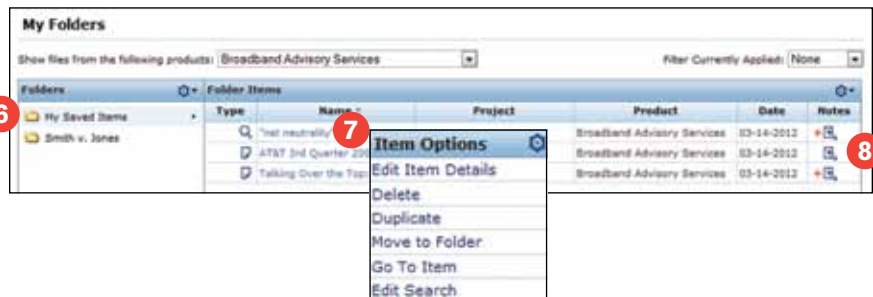 My Folders
Show files from the following products: Broadband Advisory Services Filter Currently Applied: None
Folders Folder Items
6 My Saved Items Type Name Project Product Date Notes
Smith v. Jones "net neutrality" 7 Broadband Advisory Services 03-14-2012
AT&T 3rd Quarter Broadband Advisory Services 03-14-2012 8
Talking Over the Top: Broadband Advisory Services 03-14-2012
Item Options
Edit Item Details
Delete
Duplicate
Move to Folder
Go To Item
Edit Search